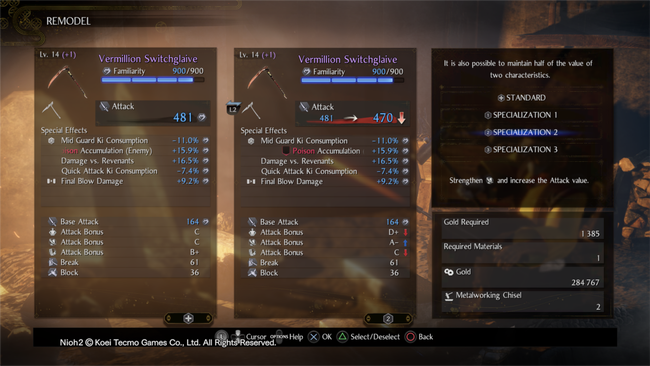 REMODEL
Lv. 14 (+1)
Vermillion Switchglaive
Familiarity 900/900
Attack
481
Special Effects
Mid Guard Ki Consumption -11.0%
Accumulation (Enemy) +15.9%
Damage vs. Revenants +16.5%
Quick Attack Ki Consumption -7.4%
Final Blow Damage +9.2%
Base Attack 164
Attack Bonus C
Attack Bonus C
Attack Bonus B+
Break 61
Block 36
L2
Lv. 14 (+1)
Vermillion Switchglaive
Familiarity 900/900
Attack
481 → 470
Special Effects
Mid Guard Ki Consumption -11.0%
Poison Accumulation +15.9%
Damage vs. Revenants +16.5%
Quick Attack Ki Consumption -7.4%
Final Blow Damage +9.2%
Base Attack 164
Attack Bonus D+
Attack Bonus A-
Attack Bonus C
Break 61
Block 36
2
It is also possible to maintain half of the value of
two characteristics.
STANDARD
1 SPECIALIZATION 1
2 SPECIALIZATION 2
3 SPECIALIZATION 3
Strengthen and increase the Attack value.
Gold Required
1 385
Required Materials
1
Gold
284 767
Metalworking Chisel
2
L Cursor OPTIONS Help OK Select/Deselect Back
Nioh2 © Koei Tecmo Games Co., Ltd. All Rights Reserved.